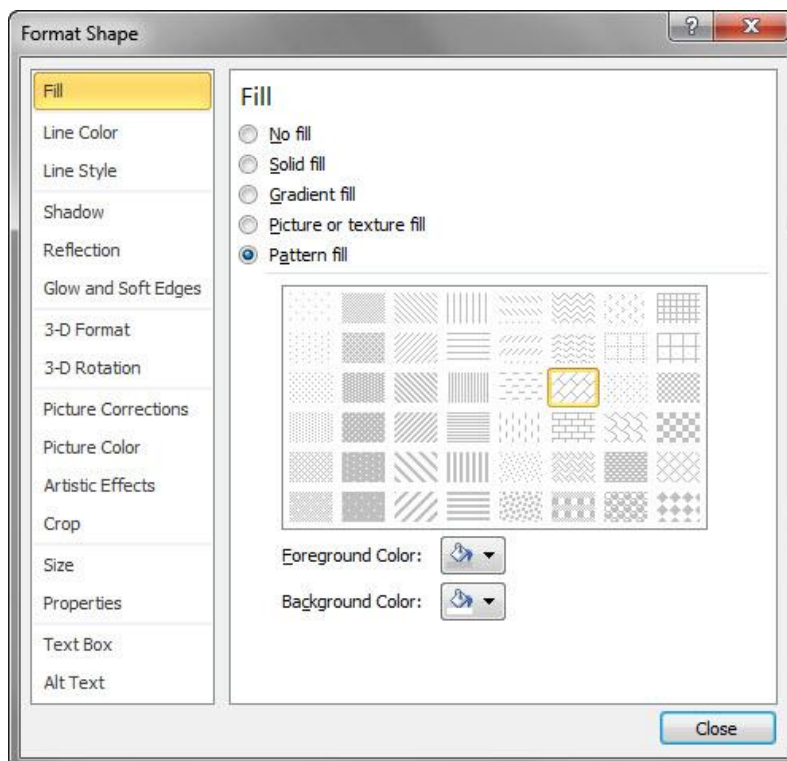 Format Shape
?
X
Fill
Line Color
Line Style
Shadow
Reflection
Glow and Soft Edges
3-D Format
3-D Rotation
Picture Corrections
Picture Color
Artistic Effects
Crop
Size
Properties
Text Box
Alt Text
Fill
No fill
Solid fill
Gradient fill
Picture or texture fill
Pattern fill
Foreground Color:
Background Color:
Close